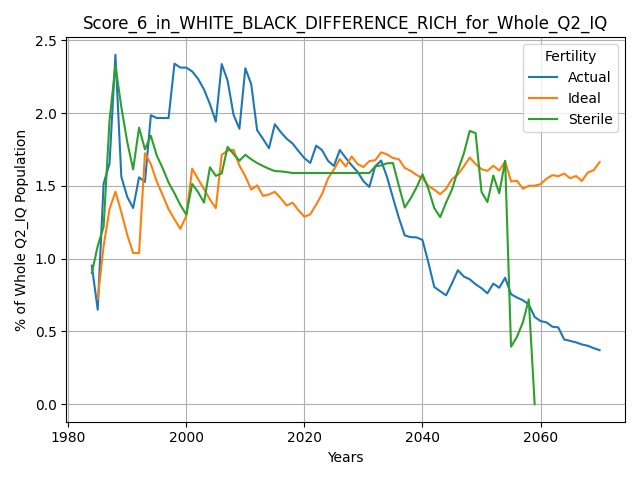 Score_6_in_WHITE_BLACK_DIFFERENCE_RICH_for_Whole_Q2_IQ
2.5
2.0
1.5
1.0
0.5
0.0
% of Whole Q2_IQ Population
Fertility
Actual
Ideal
Sterile
1980
2000
2020
2040
2060
Years